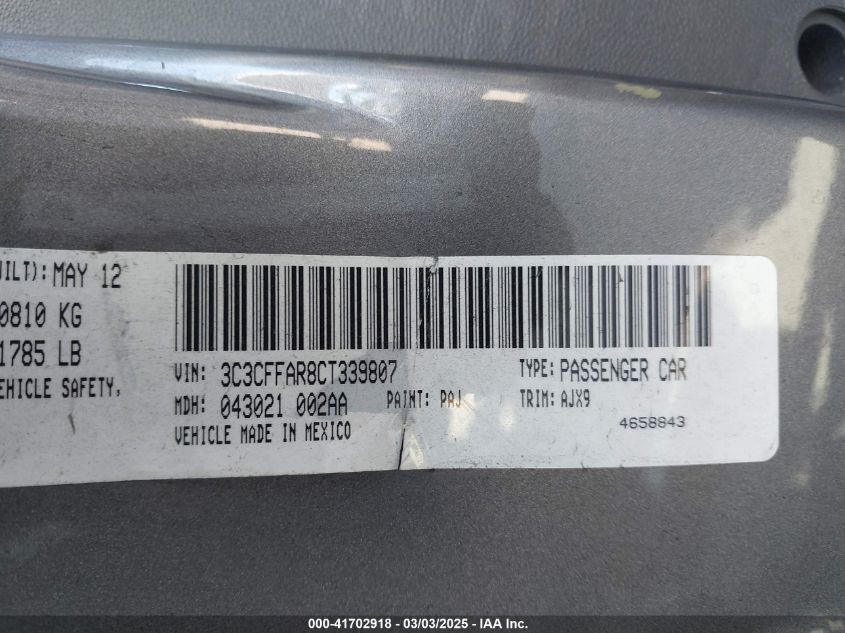 UILT): MAY 12
0810 KG
1785 LB
EHICLE SAFETY,
VIN: 3C3CFFAR8CT339807
TYPE: PASSENGER CAR
MDH: 043021 002AA PAINT: PAJ TRIM: AJX9
VEHICLE MADE IN MEXICO
4658843
000-41702918 - 03/03/2025 - © IAA, Inc.